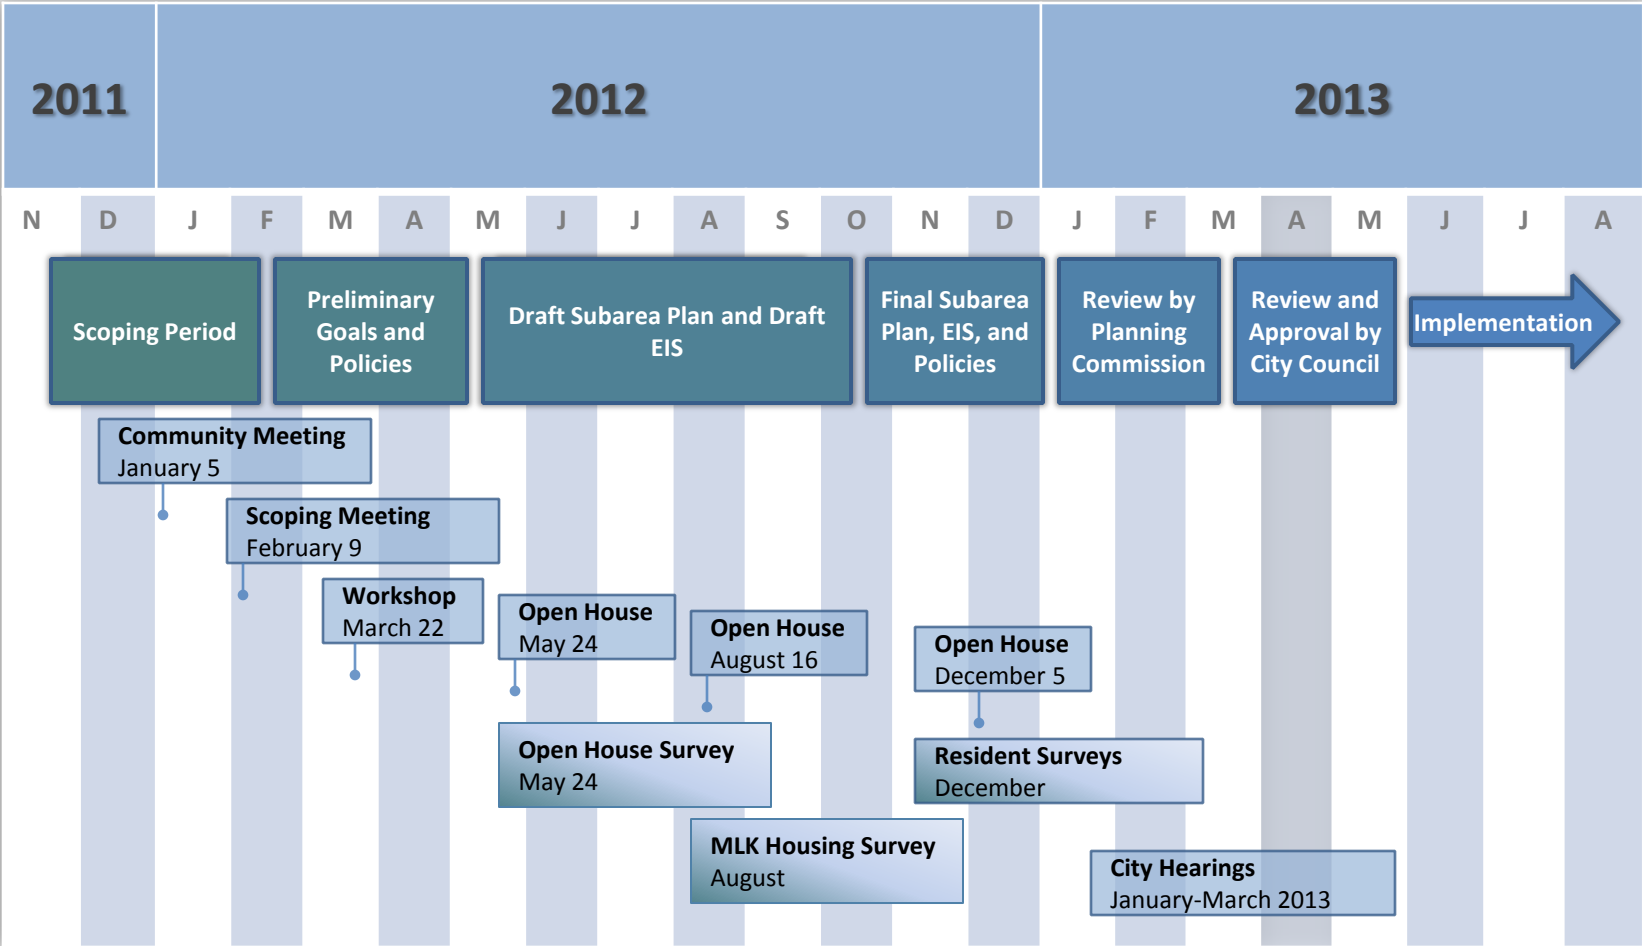 2011 2012 2013
N D J F M A M J J A S O N D J F M A M J J A
Scoping Period
Preliminary
Goals and
Policies
Draft Subarea Plan and Draft
EIS
Final Subarea
Plan, EIS, and
Policies
Review by
Planning
Commission
Review and
Approval by
City Council
Implementation
Community Meeting
January 5
Scoping Meeting
February 9
Workshop
March 22
Open House
May 24
Open House
August 16
Open House
December 5
Open House Survey
May 24
Resident Surveys
December
MLK Housing Survey
August
City Hearings
January-March 2013